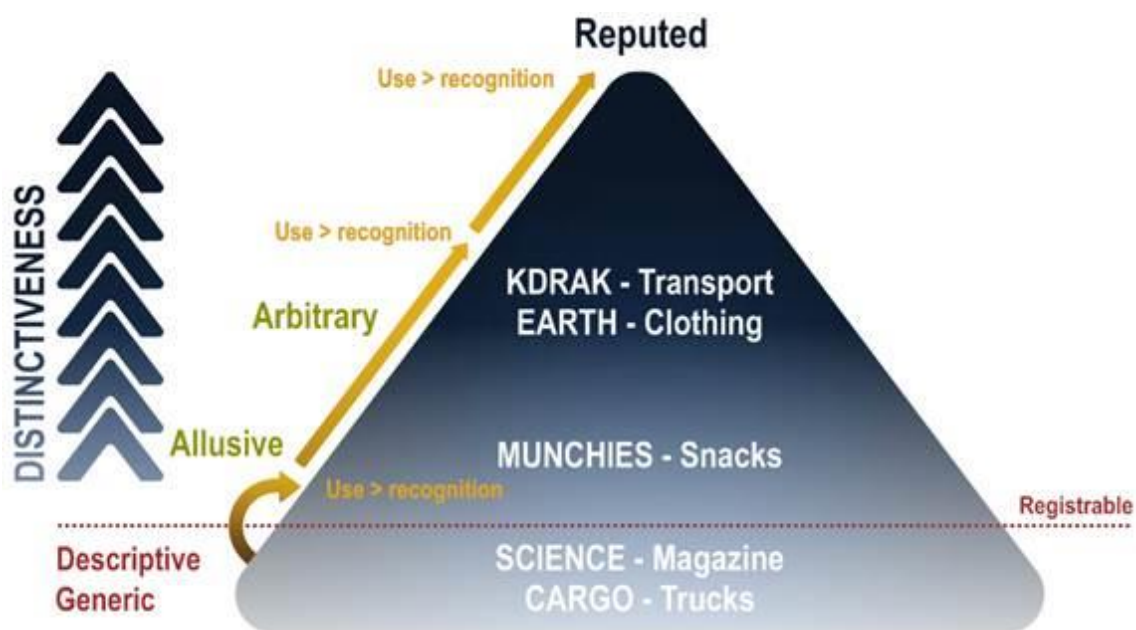 Reputed
Use > recognition
DISTINCTIVENESS
Use > recognition
KDRAK - Transport
EARTH - Clothing
Arbitrary
Allusive
MUNCHIES - Snacks
Use > recognition
Registrable
Descriptive
Generic
SCIENCE - Magazine
CARGO - Trucks